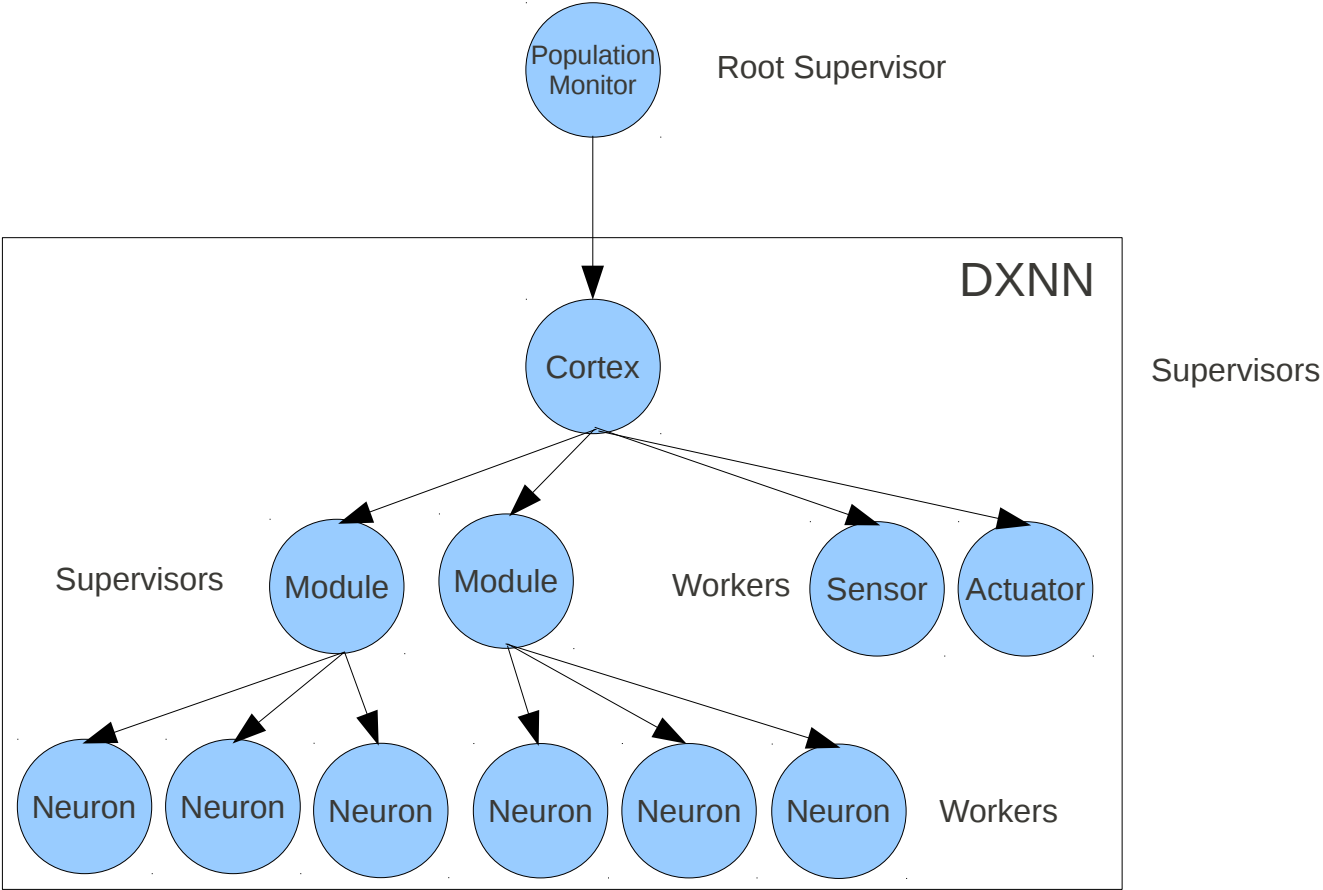 Population
Monitor
Root Supervisor
DXNN
Cortex
Supervisors
Supervisors
Module
Module
Workers
Sensor
Actuator
Neuron
Neuron
Neuron
Neuron
Neuron
Neuron
Workers